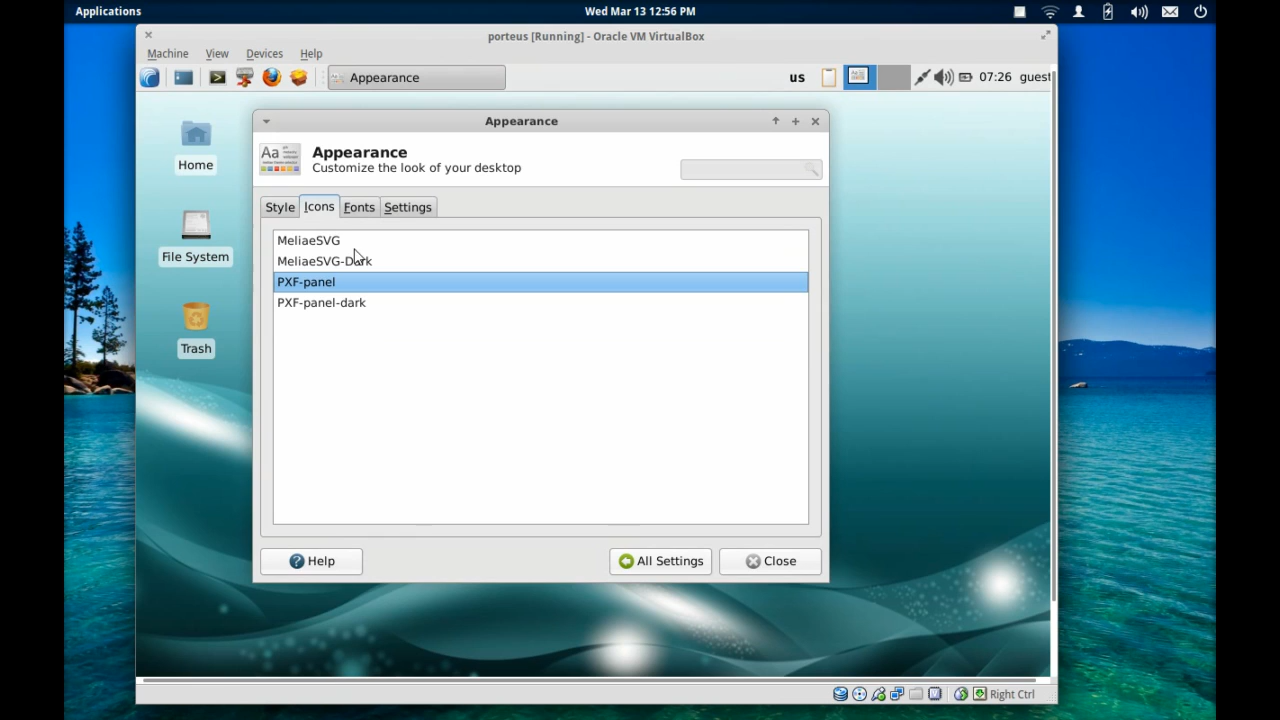 Applications
Wed Mar 13 12:56 PM
porteus [Running] - Oracle VM VirtualBox
Machine View Devices Help
Appearance
us
07:26 guest
Appearance
Aa
Appearance
Customize the look of your desktop
Home
Style Icons Fonts Settings
MeliaeSVG
File System
MeliaeSVG-Dark
PXF-panel
PXF-panel-dark
Trash
Help
All Settings
Close
Right Ctrl